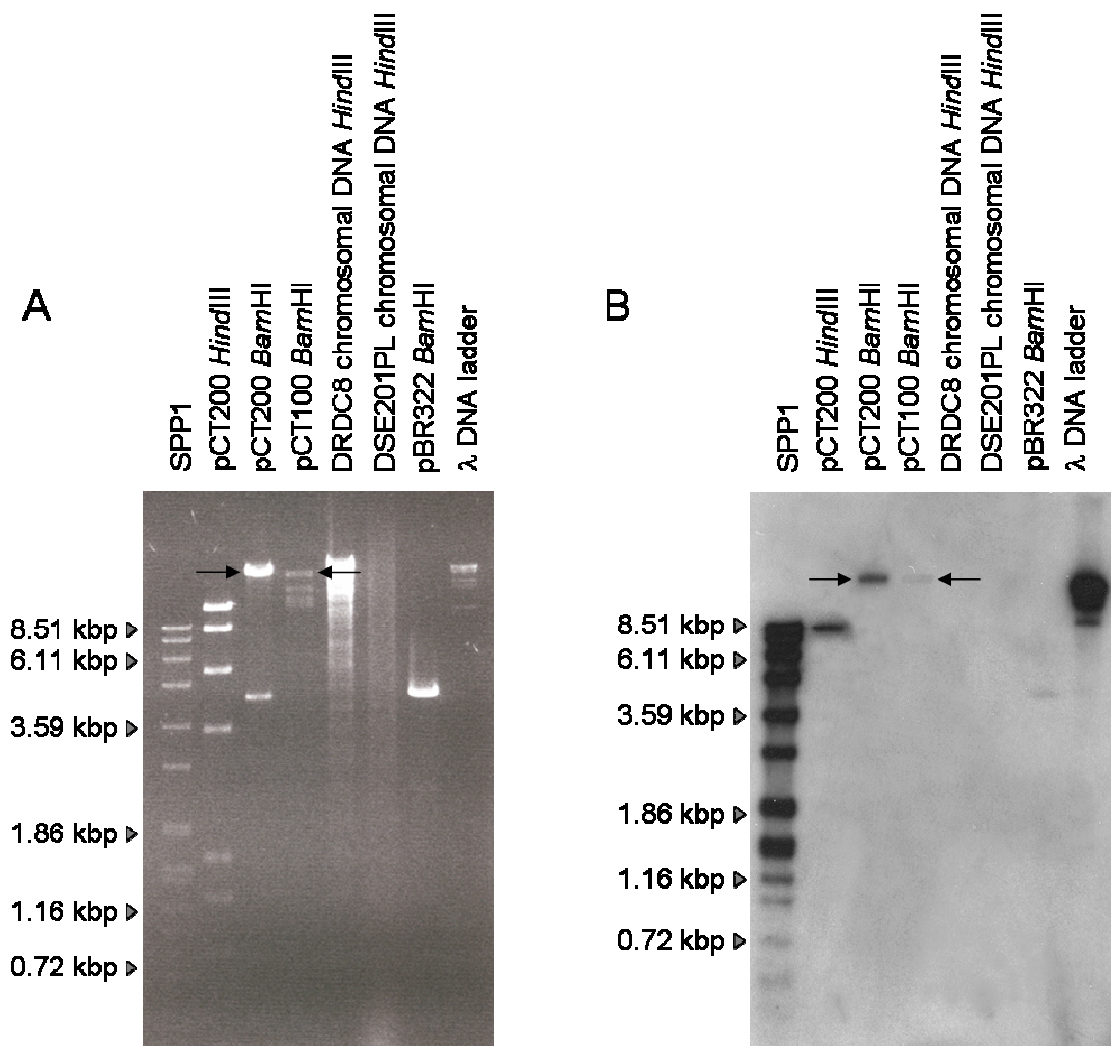 A
SPP1
pCT200 HindIII
pCT200 BamHI
pCT100 BamHI
DRDC8 chromosomal DNA HindIII
DSE201PL chromosomal DNA HindIII
pBR322 BamHI
λ DNA ladder
8.51 kbp
6.11 kbp
3.59 kbp
1.86 kbp
1.16 kbp
0.72 kbp
B
SPP1
pCT200 HindIII
pCT200 BamHI
pCT100 BamHI
DRDC8 chromosomal DNA HindIII
DSE201PL chromosomal DNA HindIII
pBR322 BamHI
λ DNA ladder
8.51 kbp
6.11 kbp
3.59 kbp
1.86 kbp
1.16 kbp
0.72 kbp